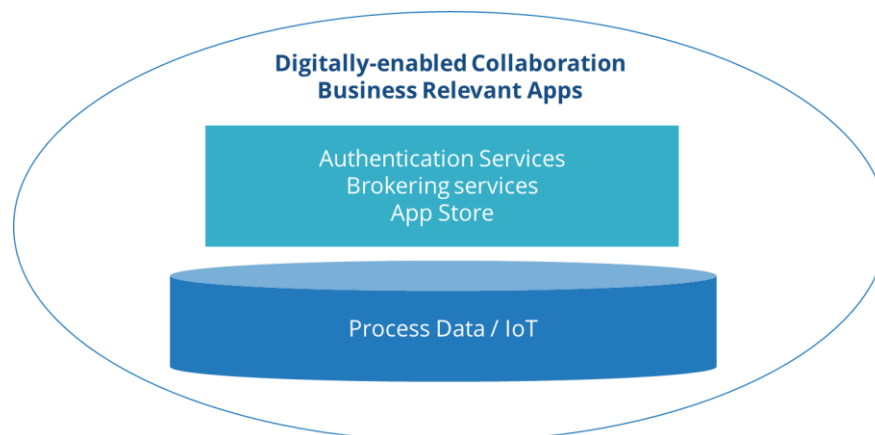 Digitally-enabled Collaboration
Business Relevant Apps
Authentication Services
Brokering services
App Store
Process Data / IoT